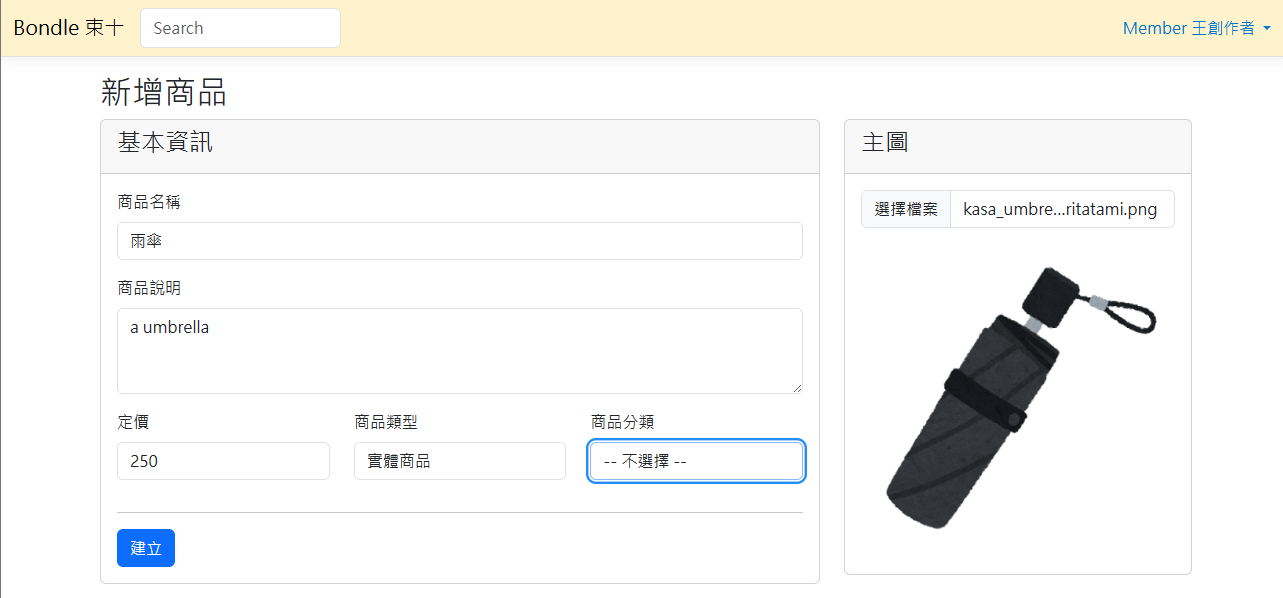 Bondle 束十 Search Member 王創作者
新增商品
基本資訊
商品名稱
雨傘
商品說明
a umbrella
定價 商品類型 商品分類
250 實體商品 -- 不選擇 --
建立
主圖
選擇檔案 kasa_umbre...ritatami.png